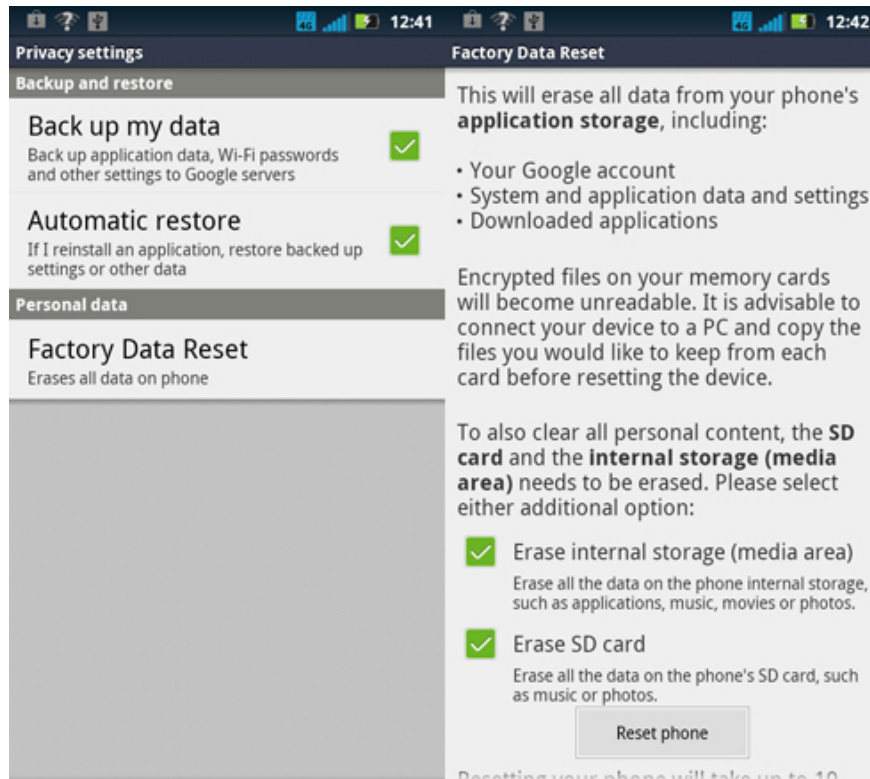 12:41
Privacy settings
Backup and restore
Back up my data
Back up application data, Wi-Fi passwords
and other settings to Google servers
Automatic restore
If I reinstall an application, restore backed up
settings or other data
Personal data
Factory Data Reset
Erases all data on phone
4G 12:42
Factory Data Reset
This will erase all data from your phone's
application storage, including:
• Your Google account
• System and application data and settings
• Downloaded applications
Encrypted files on your memory cards
will become unreadable. It is advisable to
connect your device to a PC and copy the
files you would like to keep from each
card before resetting the device.
To also clear all personal content, the SD
card and the internal storage (media
area) needs to be erased. Please select
either additional option:
Erase internal storage (media area)
Erase all the data on the phone internal storage,
such as applications, music, movies or photos.
Erase SD card
Erase all the data on the phone's SD card, such
as music or photos.
Reset phone
Resetting your phone will take up to 10